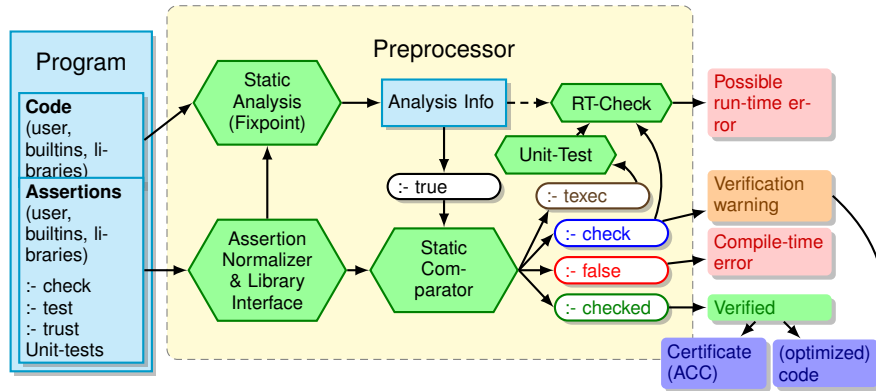 Preprocessor
Program
Code
(user,
builtins, li-
braries)
Assertions
(user,
builtins, li-
braries)
:- check
:- test
:- trust
Unit-tests
Static
Analysis
(Fixpoint)
Assertion
Normalizer
& Library
Interface
Analysis Info
:- true
Static
Com-
parator
RT-Check
Unit-Test
:- texec
:- check
:- false
:- checked
Possible
run-time er-
ror
Verification
warning
Compile-time
error
Verified
Certificate
(ACC)
(optimized)
code